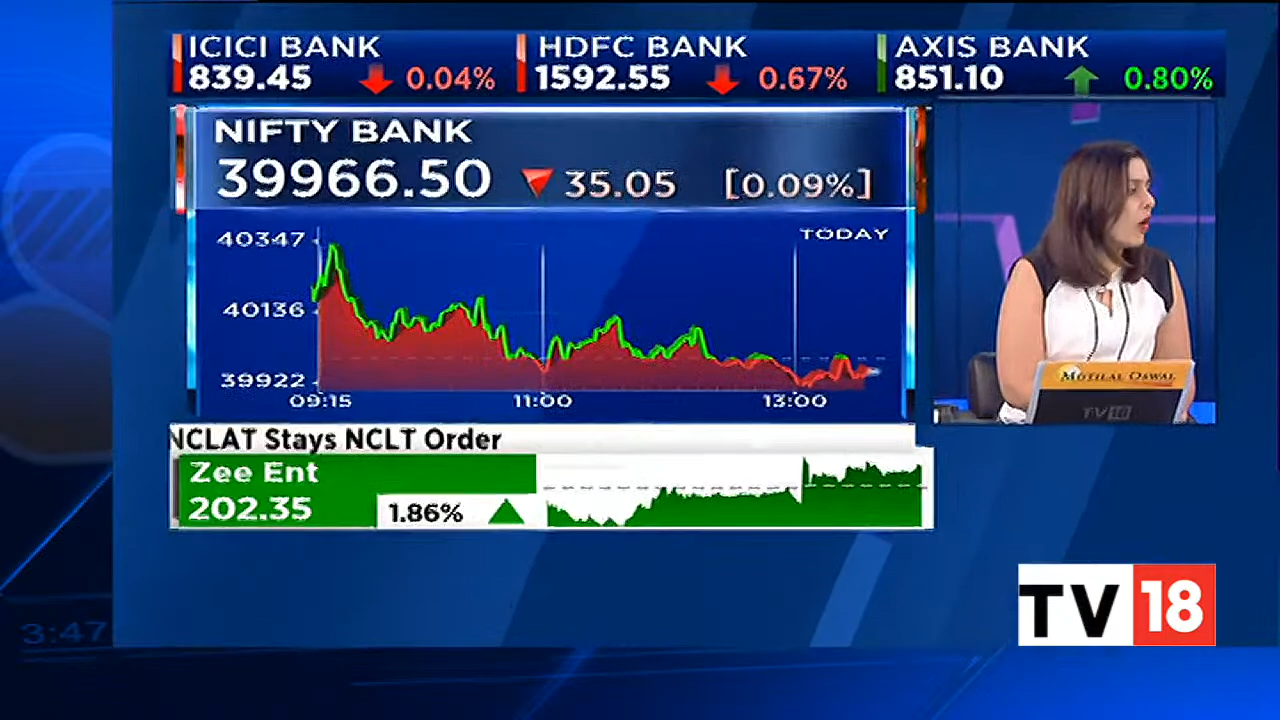 ICICI BANK
839.45 0.04%
HDFC BANK
1592.55 0.67%
AXIS BANK
851.10 0.80%
NIFTY BANK
39966.50 35.05 [0.09%]
TODAY
40347
40136
39922
09:15 11:00 13:00
NCLAT Stays NCLT Order
Zee Ent
202.35 1.86%
MOTILAL OSWAL
TV18
TV18
3:47